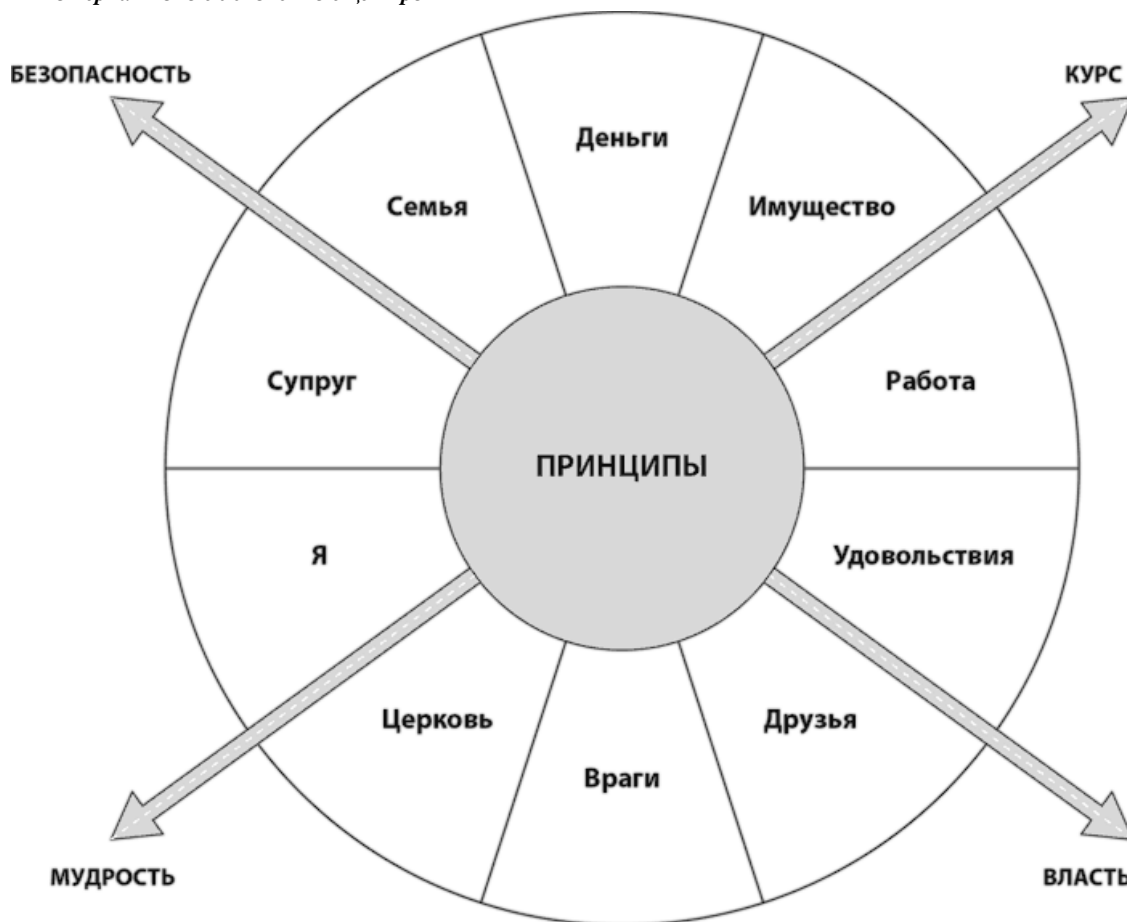 БЕЗОПАСНОСТЬ
КУРС
Деньги
Семья
Имущество
Супруг
Работа
ПРИНЦИПЫ
Я
Удовольствия
Церковь
Друзья
Враги
МУДРОСТЬ
ВЛАСТЬ